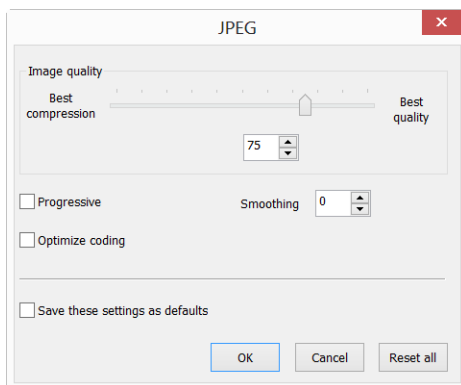 JPEG
Image quality
Best
compression
Best
quality
75
Progressive
Smoothing
0
Optimize coding
Save these settings as defaults
OK
Cancel
Reset all